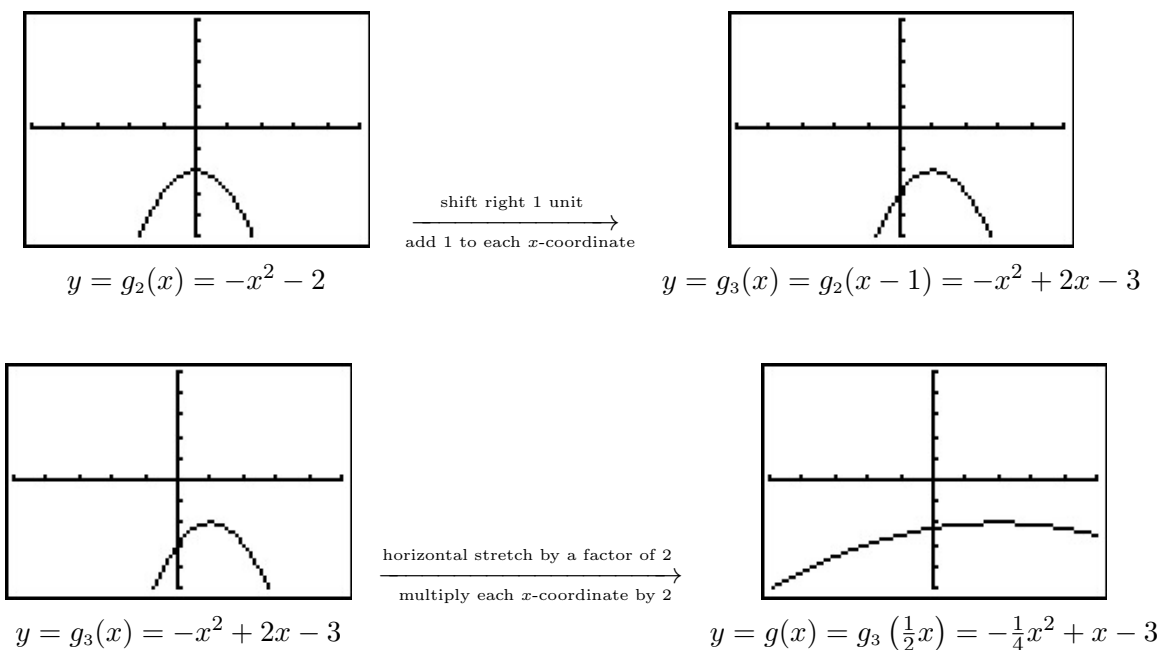 shift right 1 unit
add 1 to each x-coordinate
y = g₂(x) = −x² − 2
y = g₃(x) = g₂(x − 1) = −x² + 2x − 3
horizontal stretch by a factor of 2
multiply each x-coordinate by 2
y = g₃(x) = −x² + 2x − 3
y = g(x) = g₃(½x) = −¼x² + x − 3